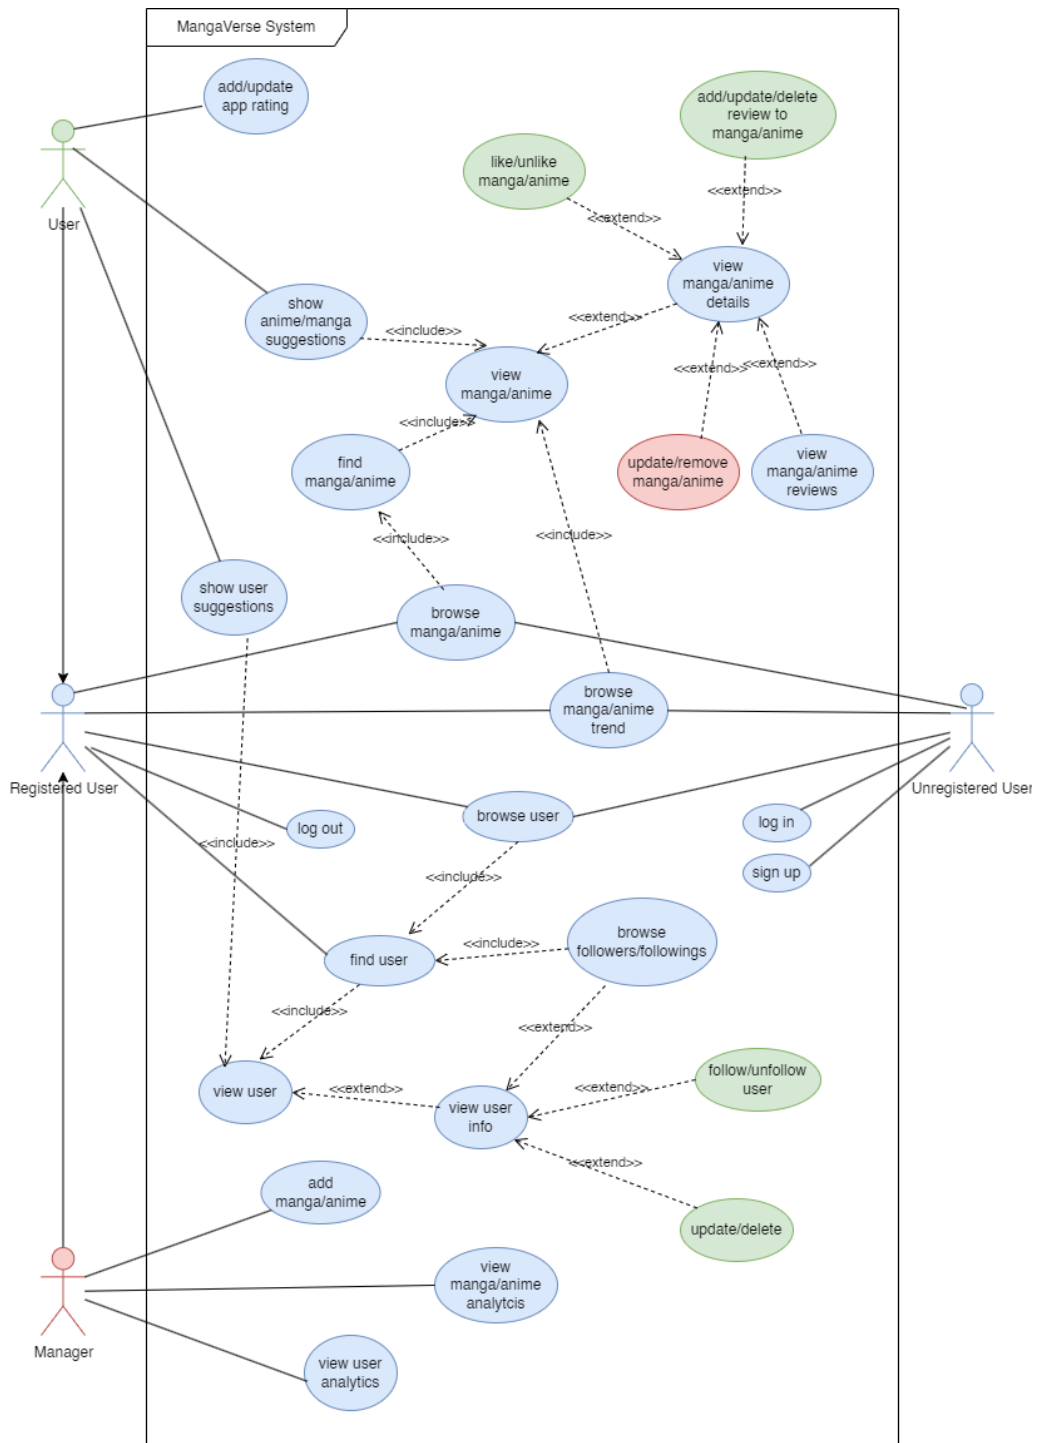 MangaVerse System
add/update
app rating
add/update/delete
review to
manga/anime
like/unlike
manga/anime
<<extend>>
<<extend>>
User
view
manga/anime
details
show
anime/manga
suggestions
<<include>>
<<extend>>
view
manga/anime
<<extend>>
<<extend>>
<<include>>
find
manga/anime
update/remove
manga/anime
view
manga/anime
reviews
<<include>>
<<include>>
show user
suggestions
browse
manga/anime
browse
manga/anime
trend
Registered User
Unregistered User
browse user
log out
log in
<<include>>
sign up
<<include>>
browse
followers/followings
<<include>>
find user
<<include>>
<<extend>>
view user
<<extend>>
view user
info
<<extend>>
follow/unfollow
user
<<extend>>
add
manga/anime
update/delete
view
manga/anime
analytcis
Manager
view user
analytics